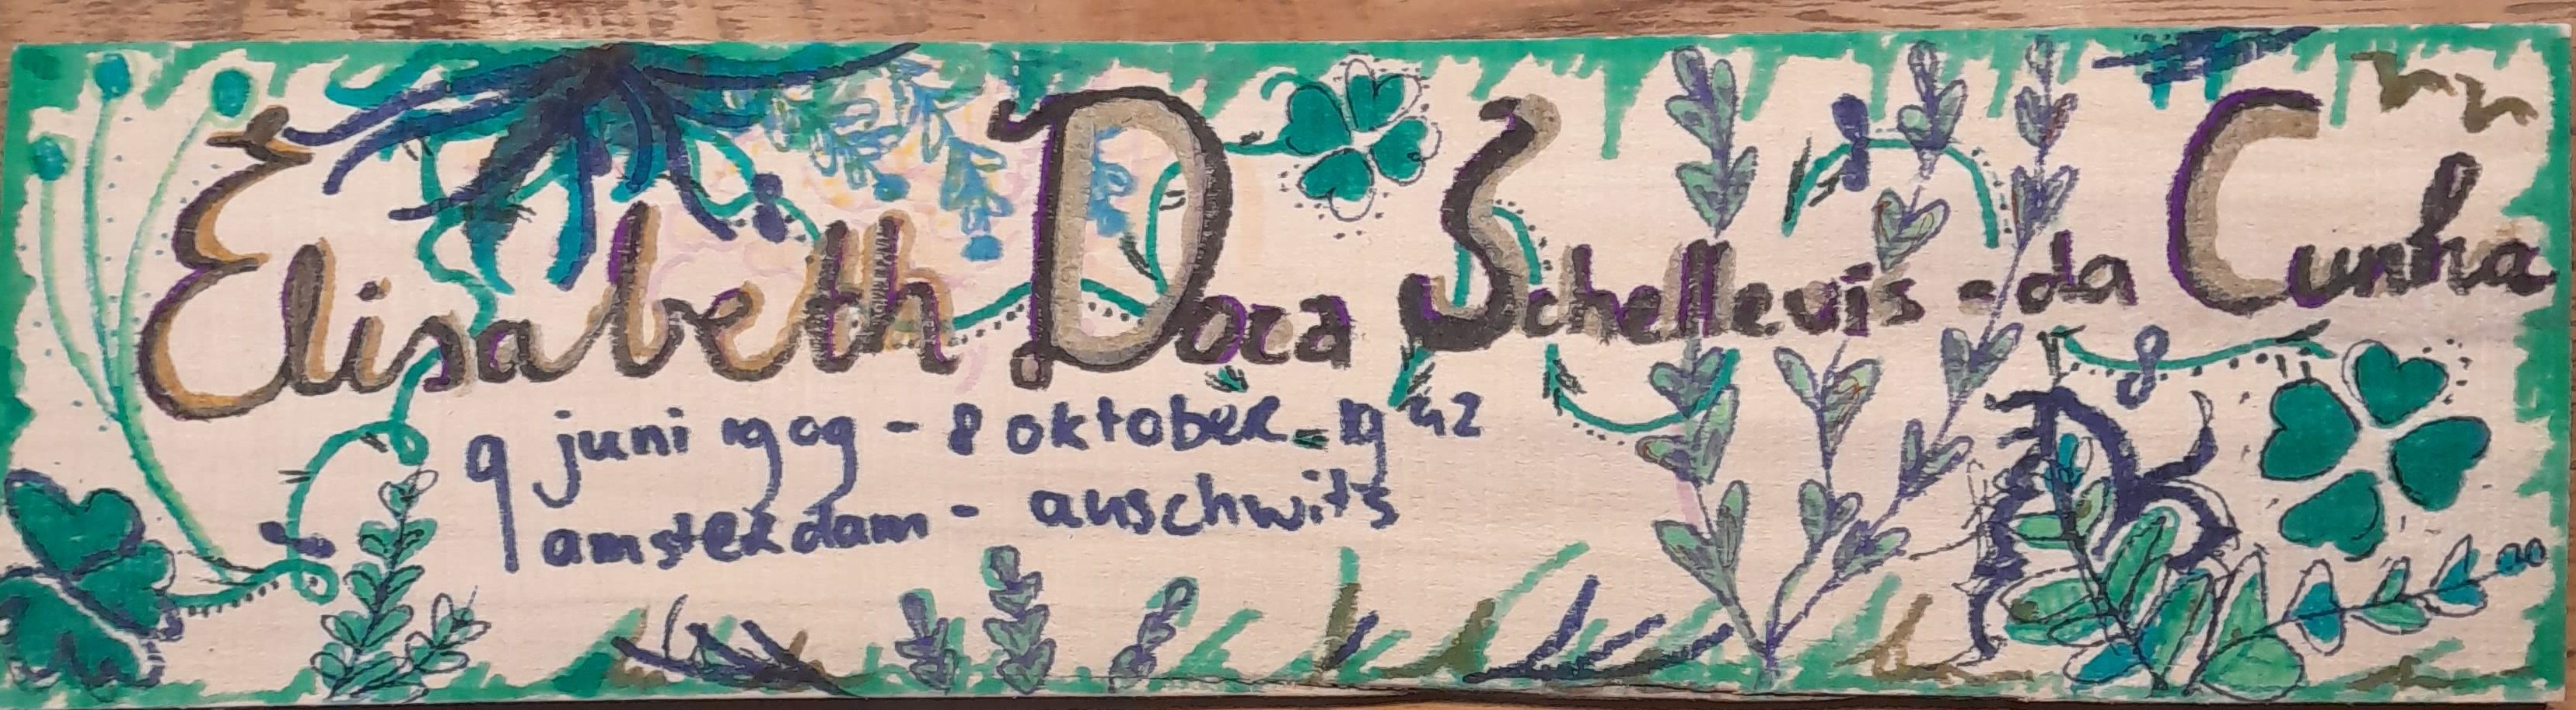 Elisabeth Dora Schellevis - da Cunha
9 juni 1909 - 8 oktober - 1942
amsterdam - auschwits